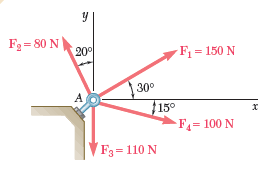 y
F₂ = 80 N
20°
F₁ = 150 N
30°
A
15°
x
F₄ = 100 N
F₃ = 110 N